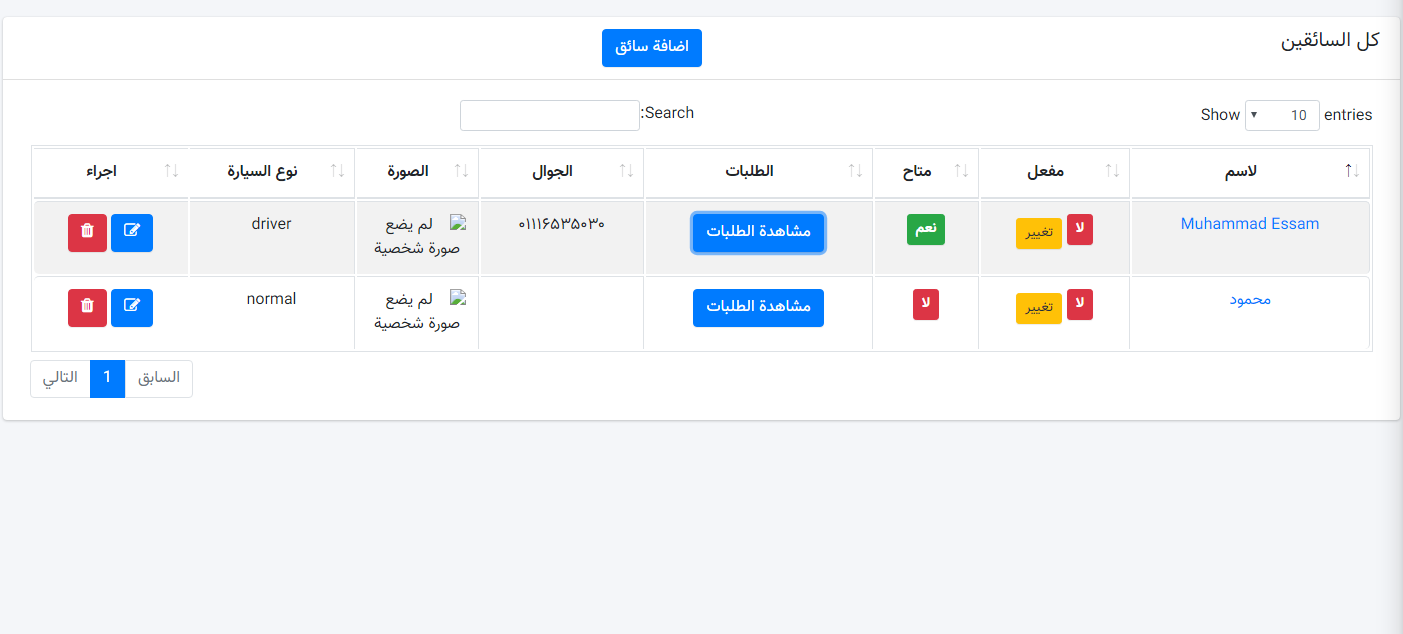 كل السائقين
اضافة سائق
Show 10 entries
Search:
لاسم مفعل متاح الطلبات الجوال الصورة نوع السيارة اجراء
Muhammad Essam لا تغيير نعم مشاهدة الطلبات ۰۱۱۱۶۵۳۵۰۳۰ لم يضع driver
صورة شخصية
محمود لا تغيير لا مشاهدة الطلبات لم يضع normal
صورة شخصية
السابق 1 التالي